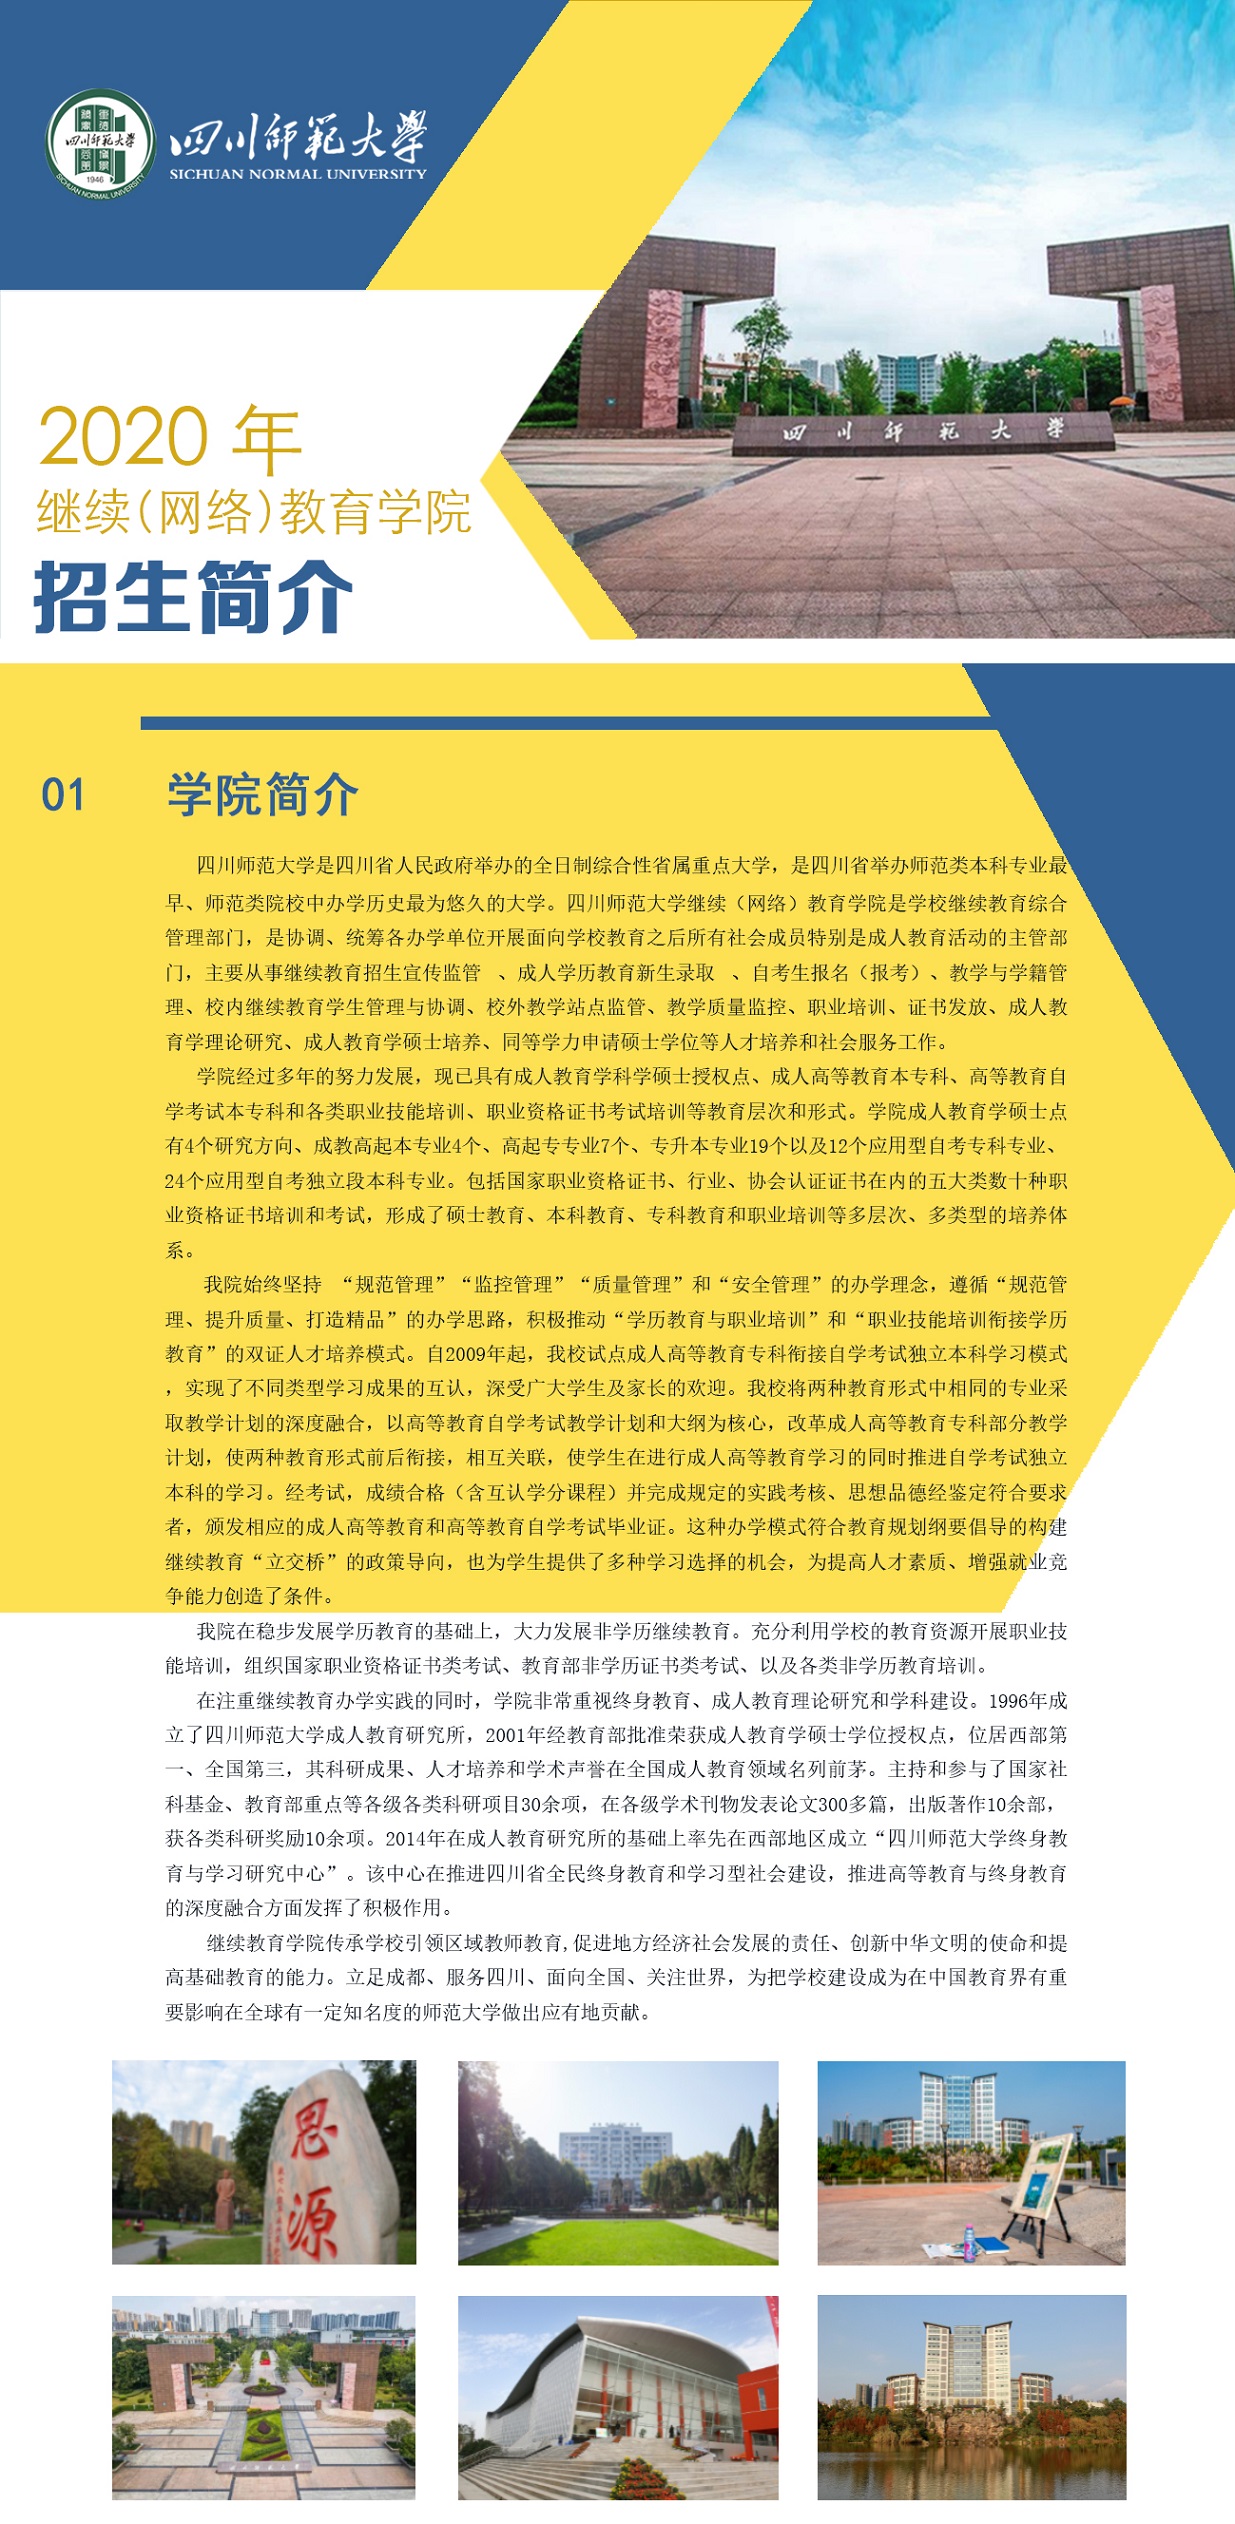 四川师范大学
SICHUAN NORMAL UNIVERSITY
四川师范大学
1946
SICHUAN NORMAL UNIVERSITY
四川師範大學
2020 年
继续(网络)教育学院
招生简介
01 学院简介
四川师范大学是四川省人民政府举办的全日制综合性省属重点大学，是四川省举办师范类本科专业最
早、师范类院校中办学历史最为悠久的大学。四川师范大学继续（网络）教育学院是学校继续教育综合
管理部门，是协调、统筹各办学单位开展面向学校教育之后所有社会成员特别是成人教育活动的主管部
门，主要从事继续教育招生宣传监管 、成人学历教育新生录取 、自考生报名（报考）、教学与学籍管
理、校内继续教育学生管理与协调、校外教学站点监管、教学质量监控、职业培训、证书发放、成人教
育学理论研究、成人教育学硕士培养、同等学力申请硕士学位等人才培养和社会服务工作。
学院经过多年的努力发展，现已具有成人教育学科学硕士授权点、成人高等教育本专科、高等教育自
学考试本专科和各类职业技能培训、职业资格证书考试培训等教育层次和形式。学院成人教育学硕士点
有4个研究方向、成教高起本专业4个、高起专专业7个、专升本专业19个以及12个应用型自考专科专业、
24个应用型自考独立段本科专业。包括国家职业资格证书、行业、协会认证证书在内的五大类数十种职
业资格证书培训和考试，形成了硕士教育、本科教育、专科教育和职业培训等多层次、多类型的培养体
系。
我院始终坚持 “规范管理”“监控管理”“质量管理”和“安全管理”的办学理念，遵循“规范管
理、提升质量、打造精品”的办学思路，积极推动“学历教育与职业培训”和“职业技能培训衔接学历
教育”的双证人才培养模式。自2009年起，我校试点成人高等教育专科衔接自学考试独立本科学习模式
，实现了不同类型学习成果的互认，深受广大学生及家长的欢迎。我校将两种教育形式中相同的专业采
取教学计划的深度融合，以高等教育自学考试教学计划和大纲为核心，改革成人高等教育专科部分教学
计划，使两种教育形式前后衔接，相互关联，使学生在进行成人高等教育学习的同时推进自学考试独立
本科的学习。经考试，成绩合格（含互认学分课程）并完成规定的实践考核、思想品德经鉴定符合要求
者，颁发相应的成人高等教育和高等教育自学考试毕业证。这种办学模式符合教育规划纲要倡导的构建
继续教育“立交桥”的政策导向，也为学生提供了多种学习选择的机会，为提高人才素质、增强就业竞
争能力创造了条件。
我院在稳步发展学历教育的基础上，大力发展非学历继续教育。充分利用学校的教育资源开展职业技
能培训，组织国家职业资格证书类考试、教育部非学历证书类考试、以及各类非学历教育培训。
在注重继续教育办学实践的同时，学院非常重视终身教育、成人教育理论研究和学科建设。1996年成
立了四川师范大学成人教育研究所，2001年经教育部批准荣获成人教育学硕士学位授权点，位居西部第
一、全国第三，其科研成果、人才培养和学术声誉在全国成人教育领域名列前茅。主持和参与了国家社
科基金、教育部重点等各级各类科研项目30余项，在各级学术刊物发表论文300多篇，出版著作10余部，
获各类科研奖励10余项。2014年在成人教育研究所的基础上率先在西部地区成立“四川师范大学终身教
育与学习研究中心”。该中心在推进四川省全民终身教育和学习型社会建设，推进高等教育与终身教育
的深度融合方面发挥了积极作用。
继续教育学院传承学校引领区域教师教育,促进地方经济社会发展的责任、创新中华文明的使命和提
高基础教育的能力。立足成都、服务四川、面向全国、关注世界，为把学校建设成为在中国教育界有重
要影响在全球有一定知名度的师范大学做出应有地贡献。
思
源